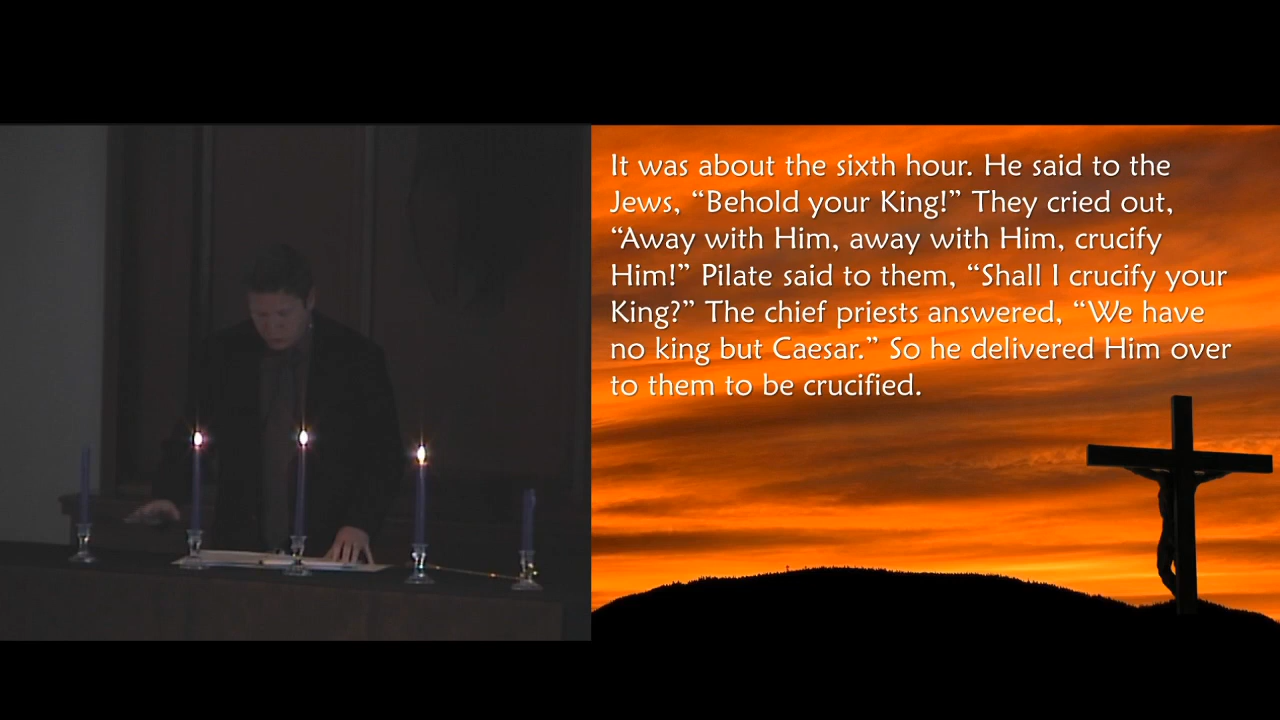 It was about the sixth hour. He said to the
Jews, “Behold your King!” They cried out,
“Away with Him, away with Him, crucify
Him!” Pilate said to them, “Shall I crucify your
King?” The chief priests answered, “We have
no king but Caesar.” So he delivered Him over
to them to be crucified.